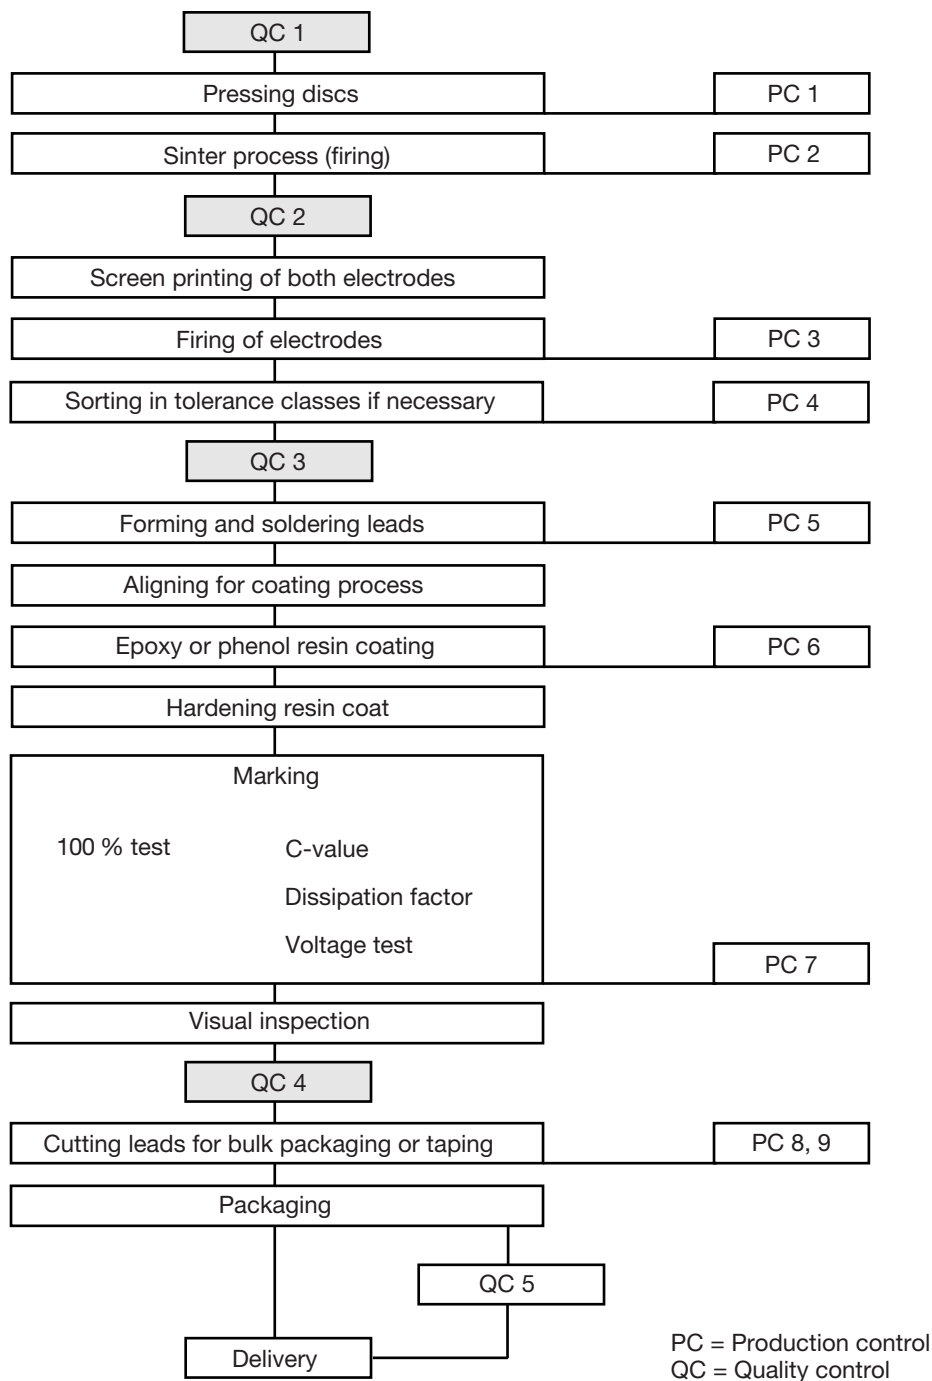 QC 1
Pressing discs
PC 1
Sinter process (firing)
PC 2
QC 2
Screen printing of both electrodes
Firing of electrodes
PC 3
Sorting in tolerance classes if necessary
PC 4
QC 3
Forming and soldering leads
PC 5
Aligning for coating process
Epoxy or phenol resin coating
PC 6
Hardening resin coat
Marking
100 % test
C-value
Dissipation factor
Voltage test
PC 7
Visual inspection
QC 4
Cutting leads for bulk packaging or taping
PC 8, 9
Packaging
QC 5
Delivery
PC = Production control
QC = Quality control